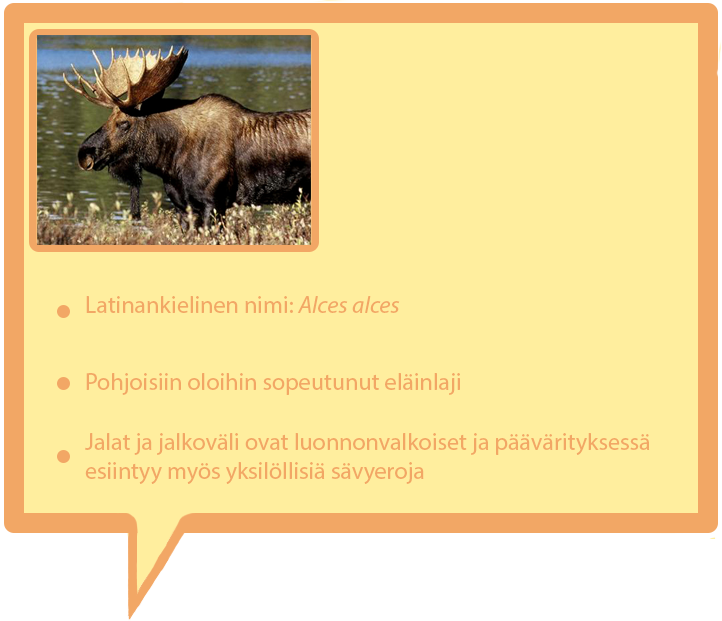 Latinankielinen nimi: Alces alces
Pohjoisiin oloihin sopeutunut eläinlaji
Jalat ja jalkoväli ovat luonnonvalkoiset ja päävärityksessä
esiintyy myös yksilöllisiä sävyeroja